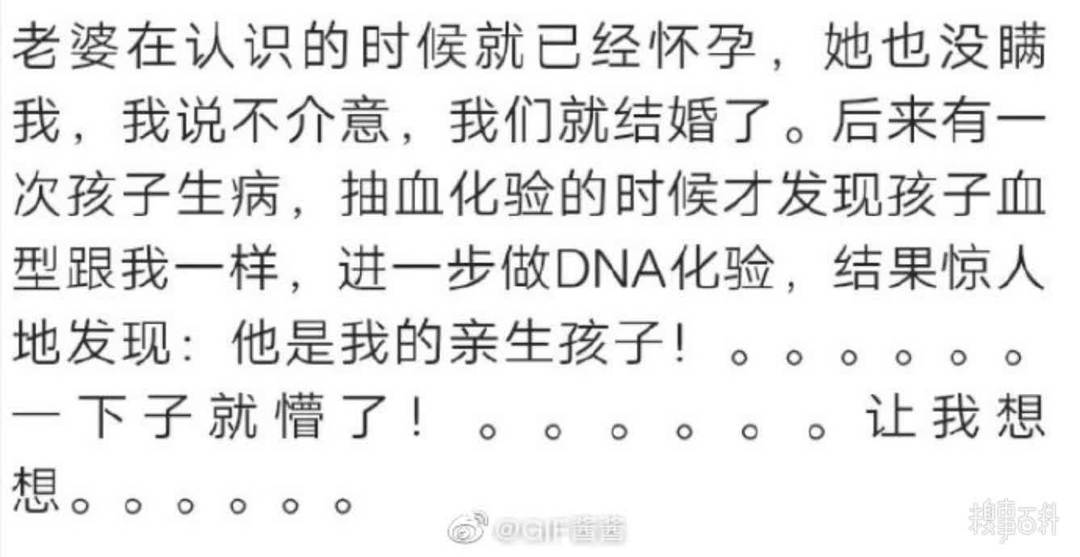 老婆在认识的时候就已经怀孕，她也没瞒
我，我说不介意，我们就结婚了。后来有一
次孩子生病，抽血化验的时候才发现孩子血
型跟我一样，进一步做DNA化验，结果惊人
地发现：他是我的亲生孩子！。。。。。。
一下子就懵了！。。。。。。让我想
想。。。。。。
@GIF酱酱
搜事百科